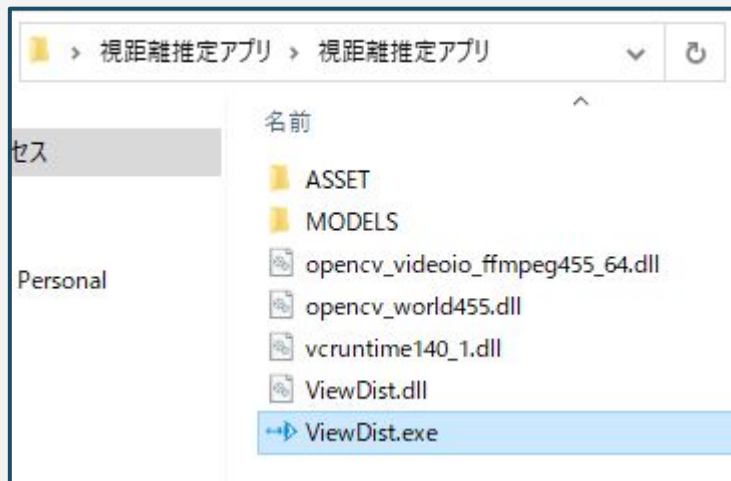 視距離推定アプリ › 視距離推定アプリ
名前
セス
ASSET
MODELS
Personal
opencv_videoio_ffmpeg455_64.dll
opencv_world455.dll
vcruntime140_1.dll
ViewDist.dll
ViewDist.exe